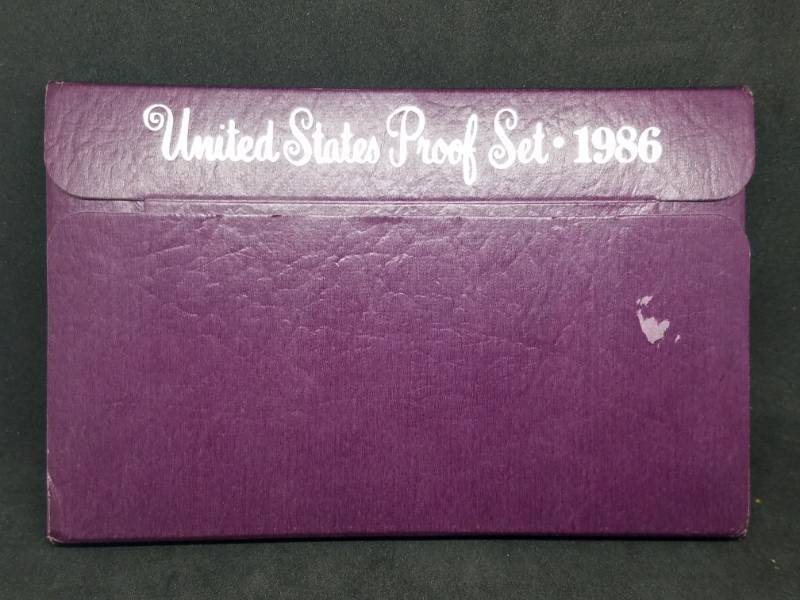 United States Proof Set • 1986